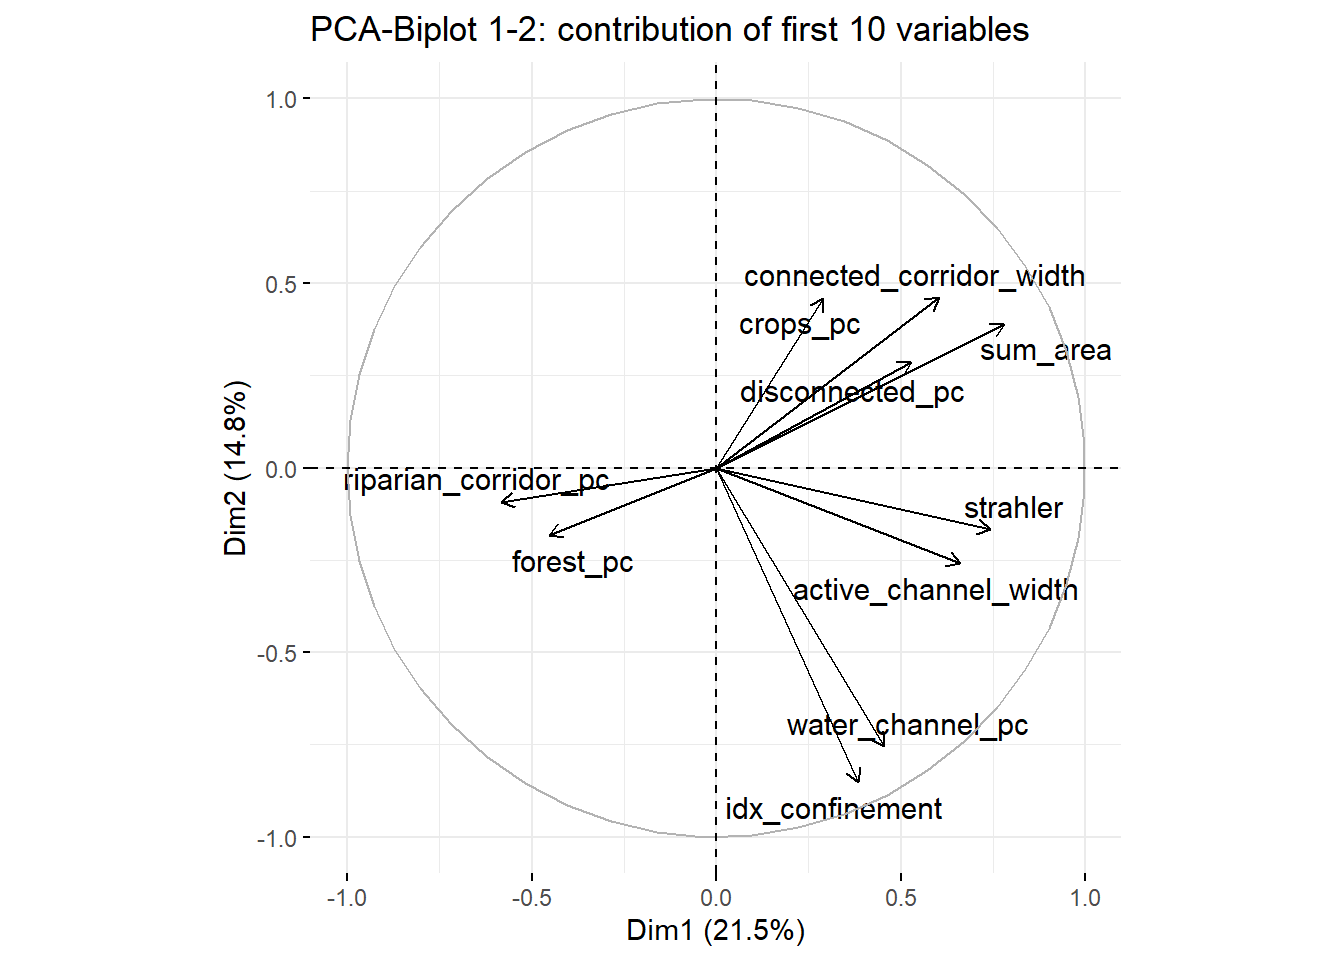 PCA-Biplot 1-2: contribution of first 10 variables
1.0
0.5
0.0
-0.5
-1.0
Dim2 (14.8%)
connected_corridor_width
crops_pc
sum_area
disconnected_pc
riparian_corridor_pc
strahler
forest_pc
active_channel_width
water_channel_pc
idx_confinement
-1.0
-0.5
0.0
0.5
1.0
Dim1 (21.5%)